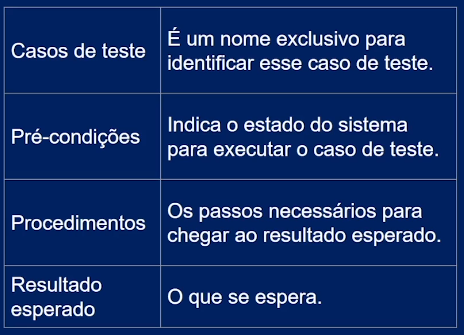 Casos de teste
É um nome exclusivo para
identificar esse caso de teste.
Pré-condições
Indica o estado do sistema
para executar o caso de teste.
Procedimentos
Os passos necessários para
chegar ao resultado esperado.
Resultado
esperado
O que se espera.